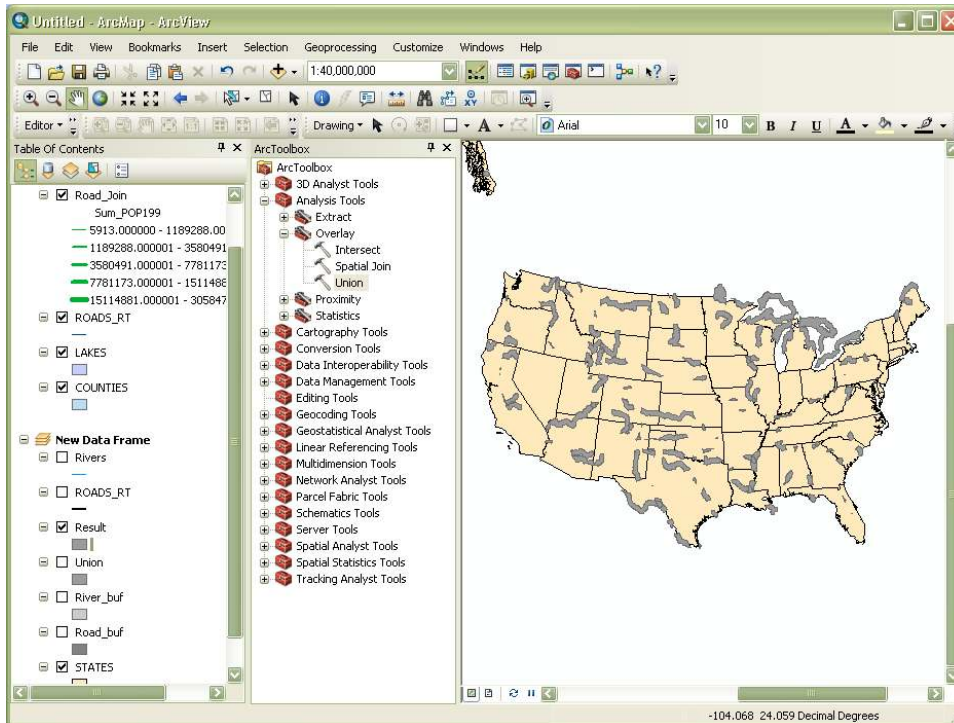 Untitled - ArcMap - ArcView
File Edit View Bookmarks Insert Selection Geoprocessing Customize Windows Help
1:40,000,000
Editor Drawing A Arial 10 B I U A
Table Of Contents
Road_Join
Sum_POP199
5913.000000 - 1189288.00
1189288.000001 - 3580491
3580491.000001 - 7781173
7781173.000001 - 1511488
15114881.000001 - 305847
ROADS_RT
LAKES
COUNTIES
New Data Frame
Rivers
ROADS_RT
Result
Union
River_buf
Road_buf
STATES
ArcToolbox
ArcToolbox
3D Analyst Tools
Analysis Tools
Extract
Overlay
Intersect
Spatial Join
Union
Proximity
Statistics
Cartography Tools
Conversion Tools
Data Interoperability Tools
Data Management Tools
Editing Tools
Geocoding Tools
Geostatistical Analyst Tools
Linear Referencing Tools
Multidimension Tools
Network Analyst Tools
Parcel Fabric Tools
Schematics Tools
Server Tools
Spatial Analyst Tools
Spatial Statistics Tools
Tracking Analyst Tools
-104.068 24.059 Decimal Degrees